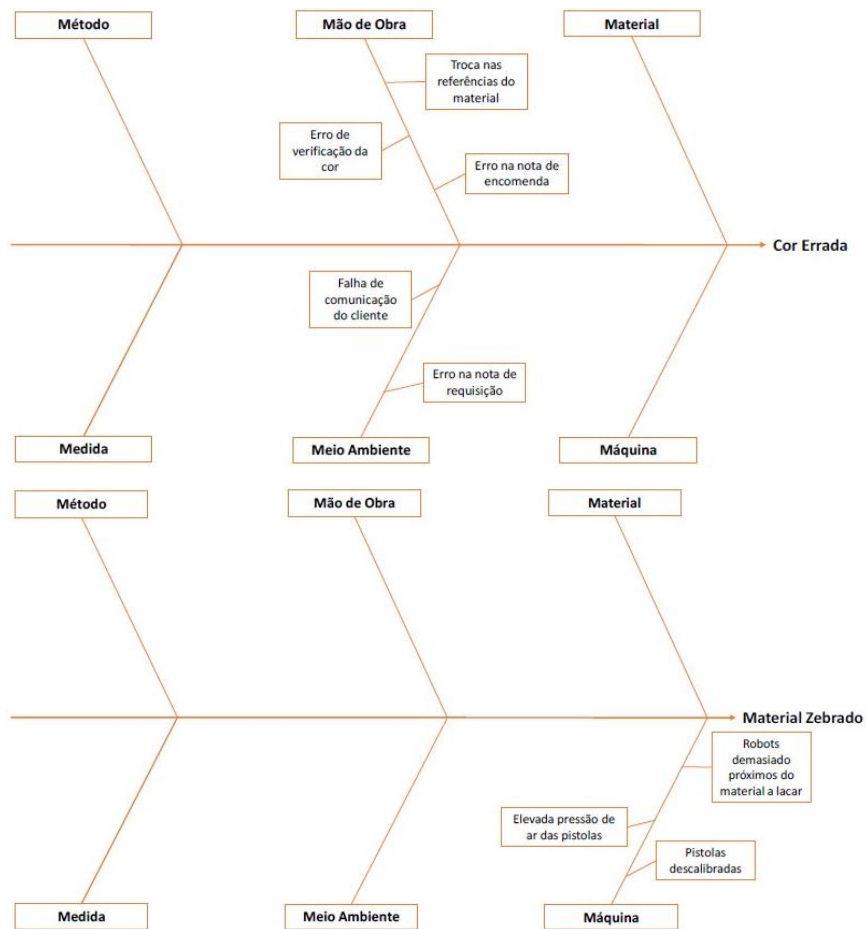 Método
Mão de Obra
Material
Troca nas
referências do
material
Erro de
verificação da
cor
Erro na nota de
encomenda
Cor Errada
Falha de
comunicação
do cliente
Erro na nota de
requisição
Medida
Meio Ambiente
Máquina
Método
Mão de Obra
Material
Material Zebrado
Robots
demasiado
próximos do
material a lacar
Elevada pressão de
ar das pistolas
Pistolas
descalibradas
Medida
Meio Ambiente
Máquina